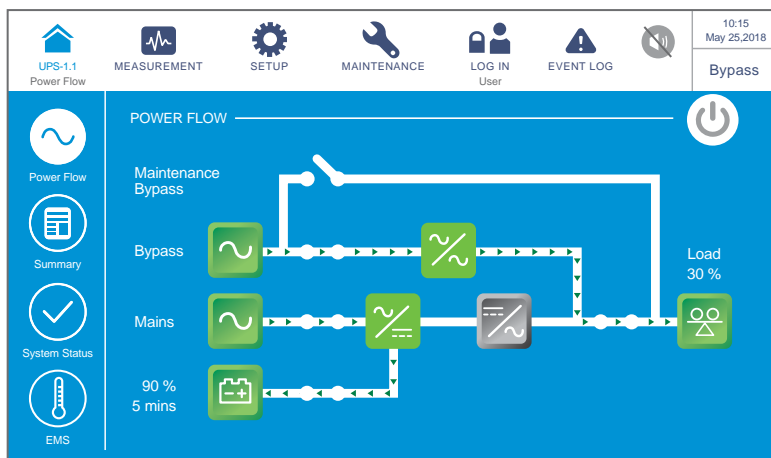 UPS-1.1
Power Flow
MEASUREMENT
SETUP
MAINTENANCE
LOG IN
User
EVENT LOG
10:15
May 25,2018
Bypass
Power Flow
Summary
System Status
EMS
POWER FLOW
Maintenance
Bypass
Bypass
Mains
90 %
5 mins
Load
30 %